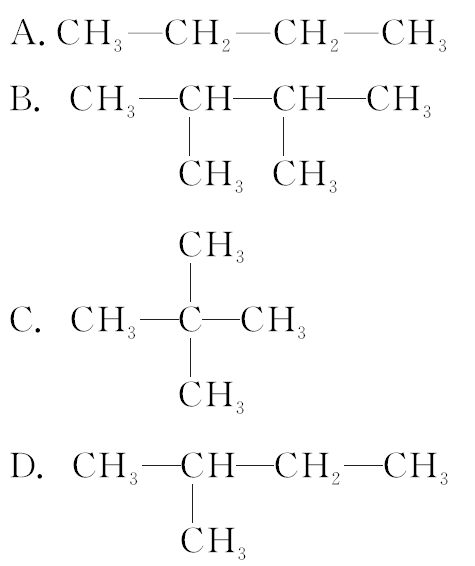 A. CH₃—CH₂—CH₂—CH₃
B. CH₃—CH—CH—CH₃
CH₃ CH₃
CH₃
C. CH₃—C—CH₃
CH₃
D. CH₃—CH—CH₂—CH₃
CH₃